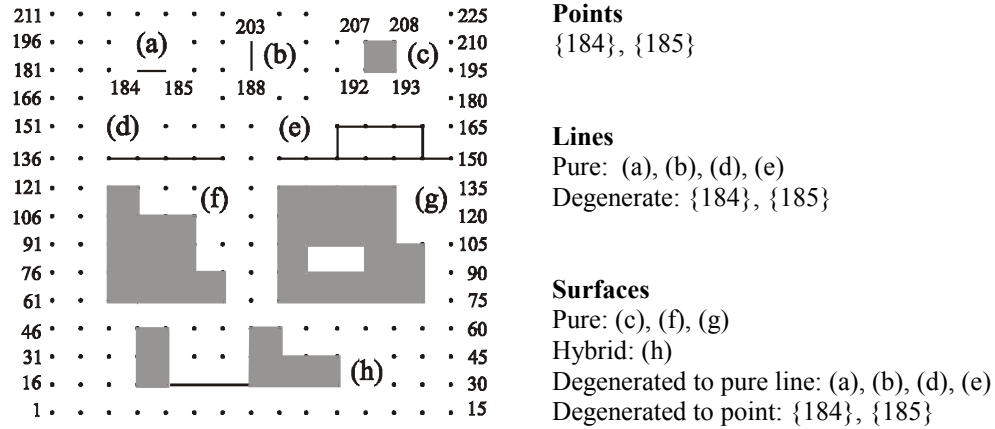 211 225
203 207 208
196 (a) (b) (c) 210
181 195
184 185 188 192 193
166 180
151 (d) (e) 165
136 150
121 135
(f) (g)
106 120
91 105
76 90
61 75
46 60
31 45
(h)
16 30
1 15
Points
{184}, {185}
Lines
Pure: (a), (b), (d), (e)
Degenerate: {184}, {185}
Surfaces
Pure: (c), (f), (g)
Hybrid: (h)
Degenerated to pure line: (a), (b), (d), (e)
Degenerated to point: {184}, {185}